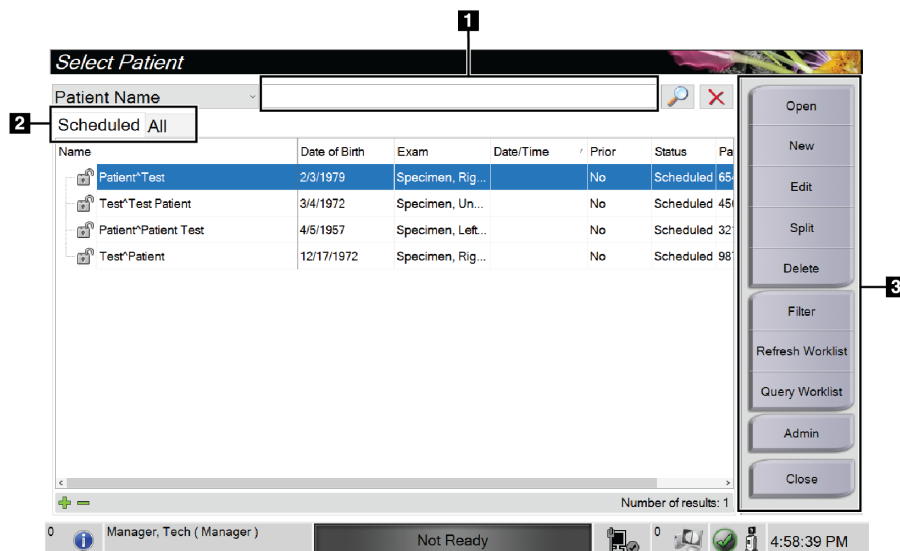 1
Select Patient
Patient Name
2
Scheduled All
Name Date of Birth Exam Date/Time Prior Status Pa
Patient^Test 2/3/1979 Specimen, Rig... No Scheduled 654
Test^Test Patient 3/4/1972 Specimen, Un... No Scheduled 456
Patient^Patient Test 4/5/1957 Specimen, Left... No Scheduled 321
Test^Patient 12/17/1972 Specimen, Rig... No Scheduled 987
Number of results: 1
Open
New
Edit
Split
Delete
3
Filter
Refresh Worklist
Query Worklist
Admin
Close
0 Manager, Tech ( Manager ) Not Ready 0 4:58:39 PM